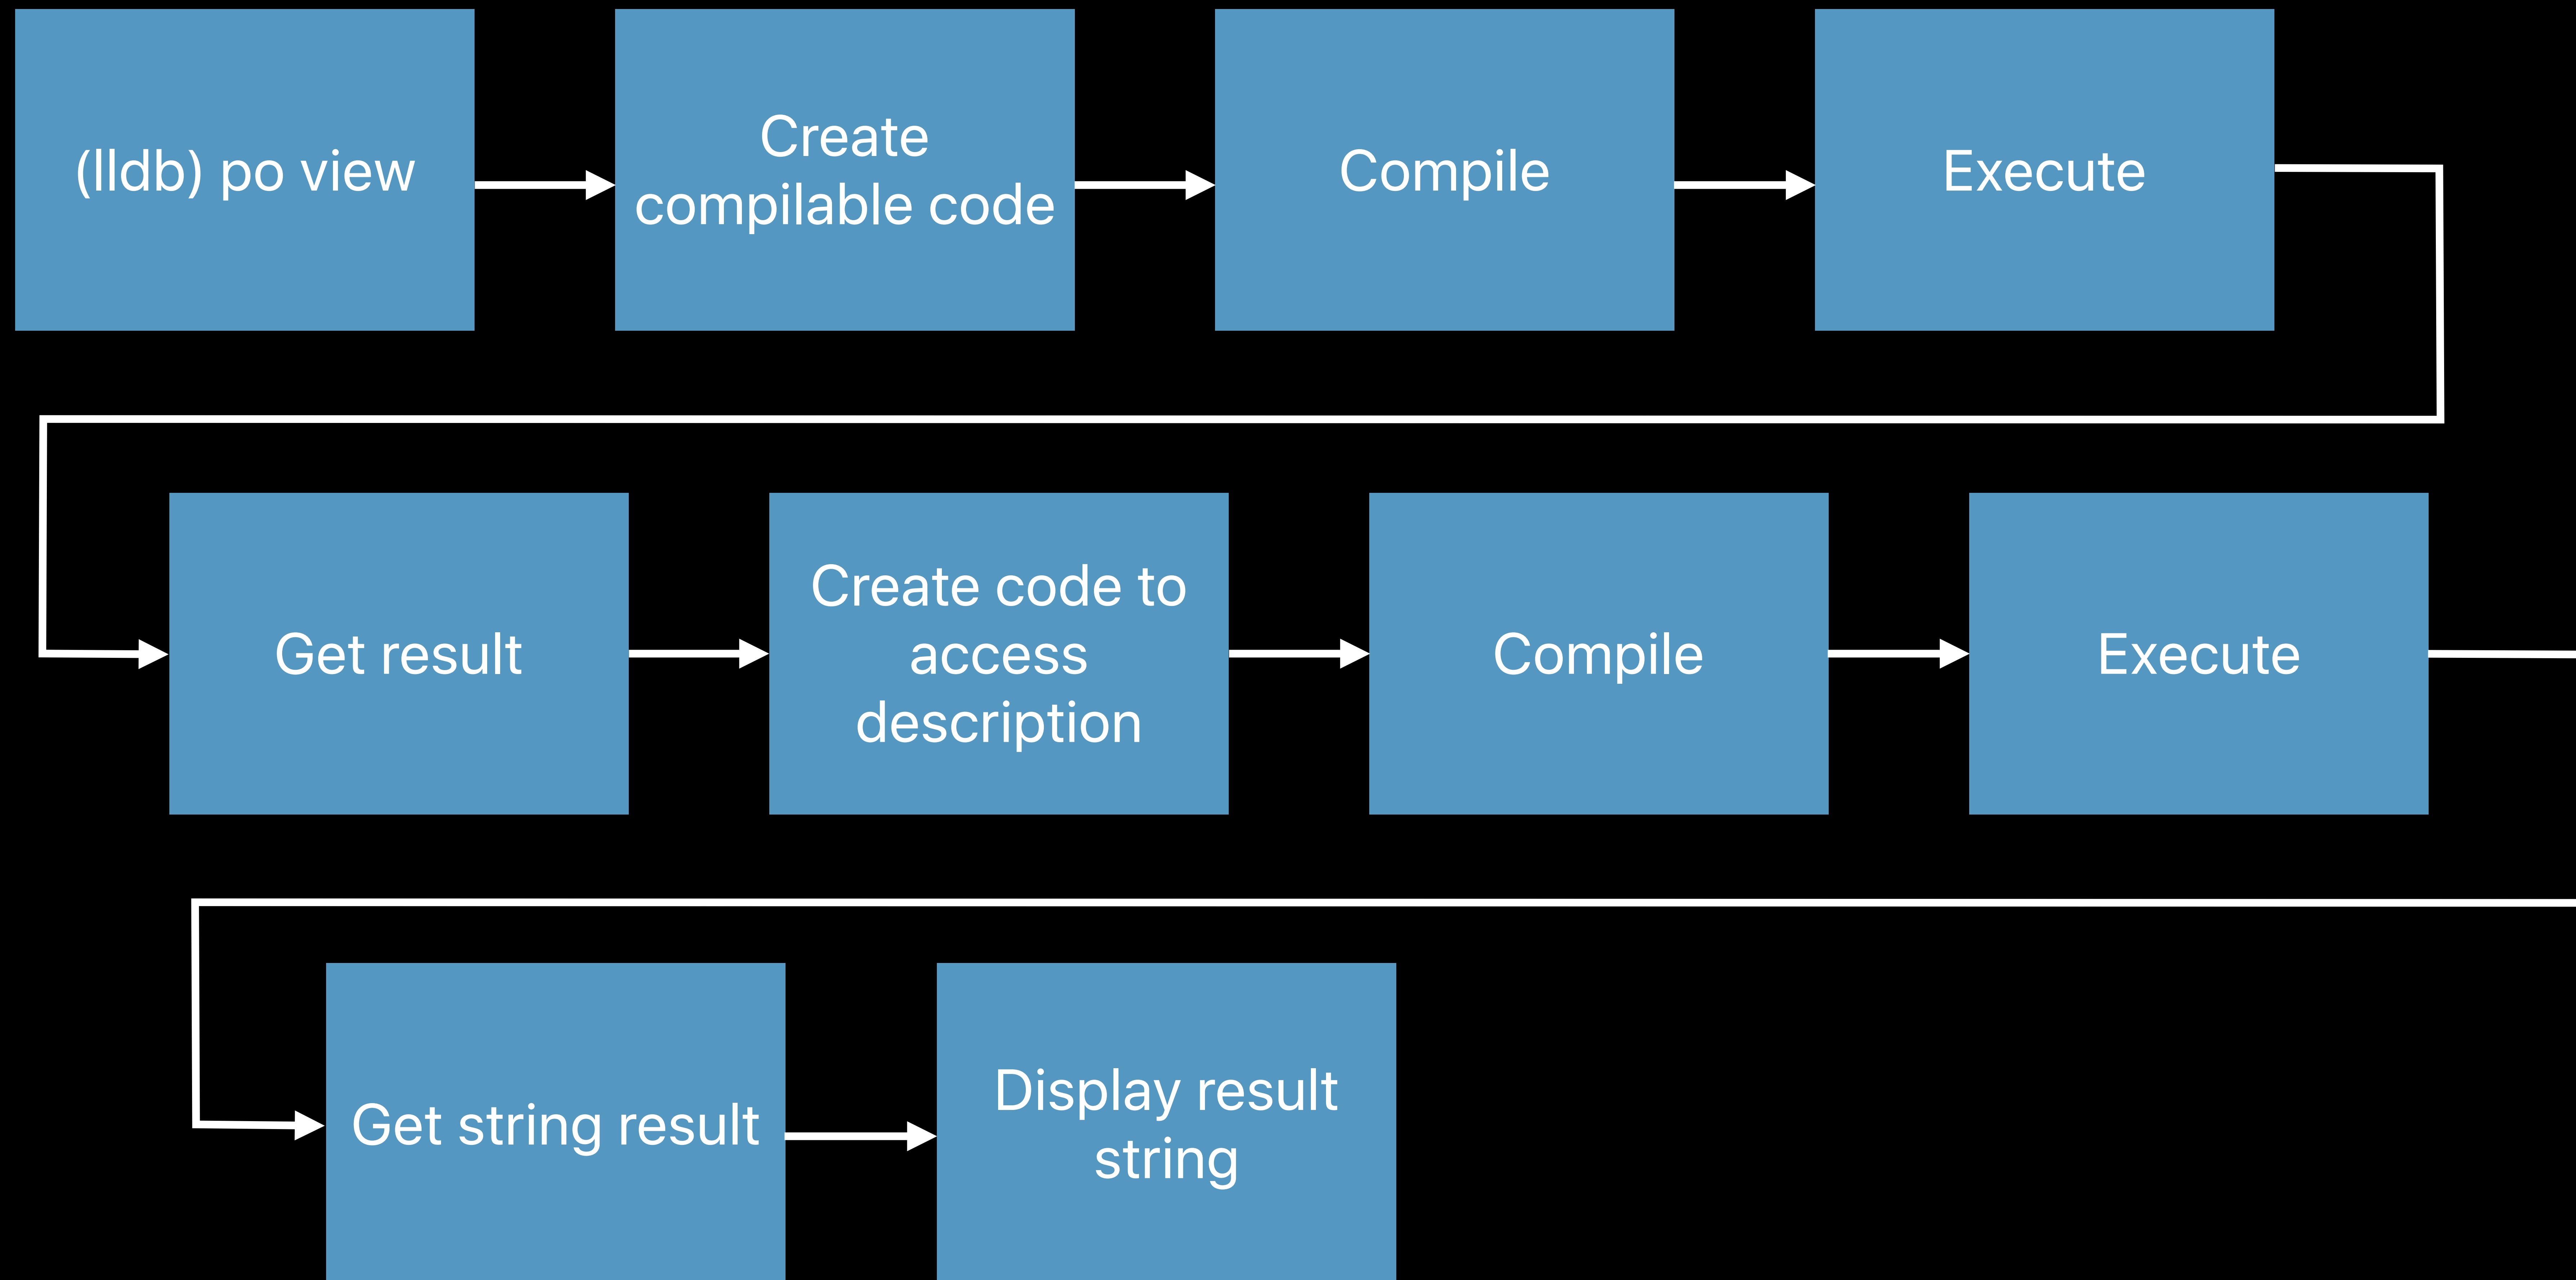 (lldb) po view
Create
compilable code
Compile
Execute
Get result
Create code to
access
description
Compile
Execute
Get string result
Display result
string